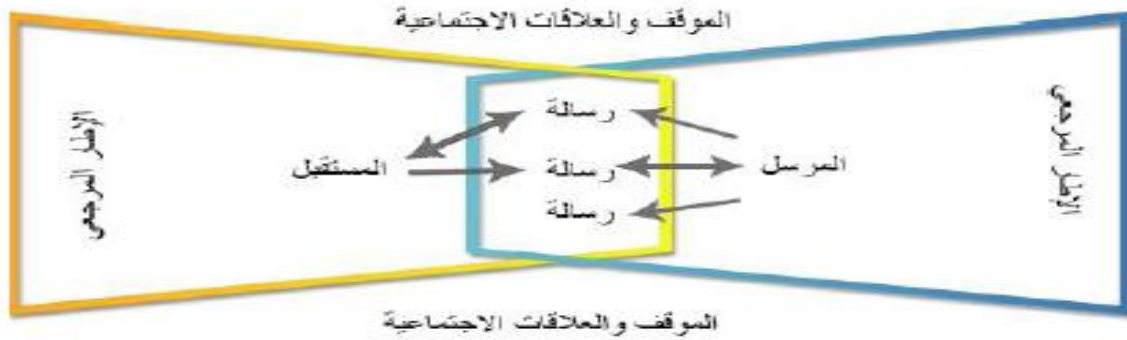 الموقف والعلاقات الاجتماعية
الإطار المرجعي
رسالة
المرسل
رسالة
المستقبل
رسالة
الإطار المرجعي
الموقف والعلاقات الاجتماعية